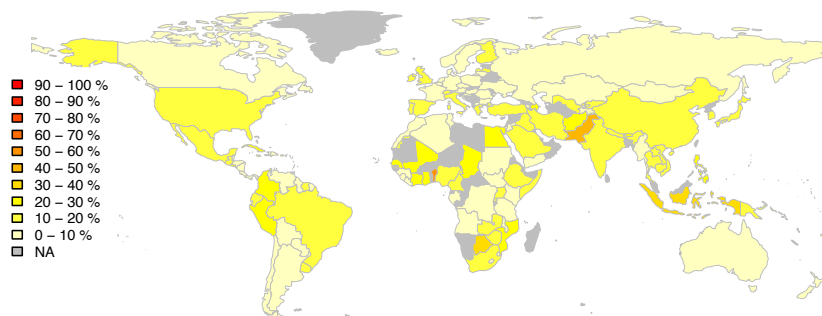 90 – 100 %
80 – 90 %
70 – 80 %
60 – 70 %
50 – 60 %
40 – 50 %
30 – 40 %
20 – 30 %
10 – 20 %
0 – 10 %
NA